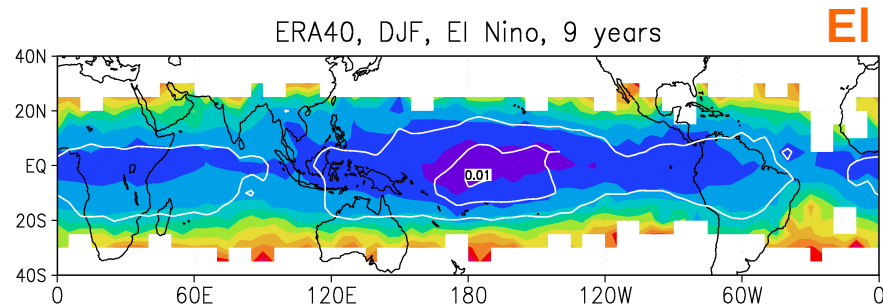 ERA40, DJF, El Nino, 9 years
El
40N
20N
EQ
20S
40S
0.01
0 60E 120E 180 120W 60W 0